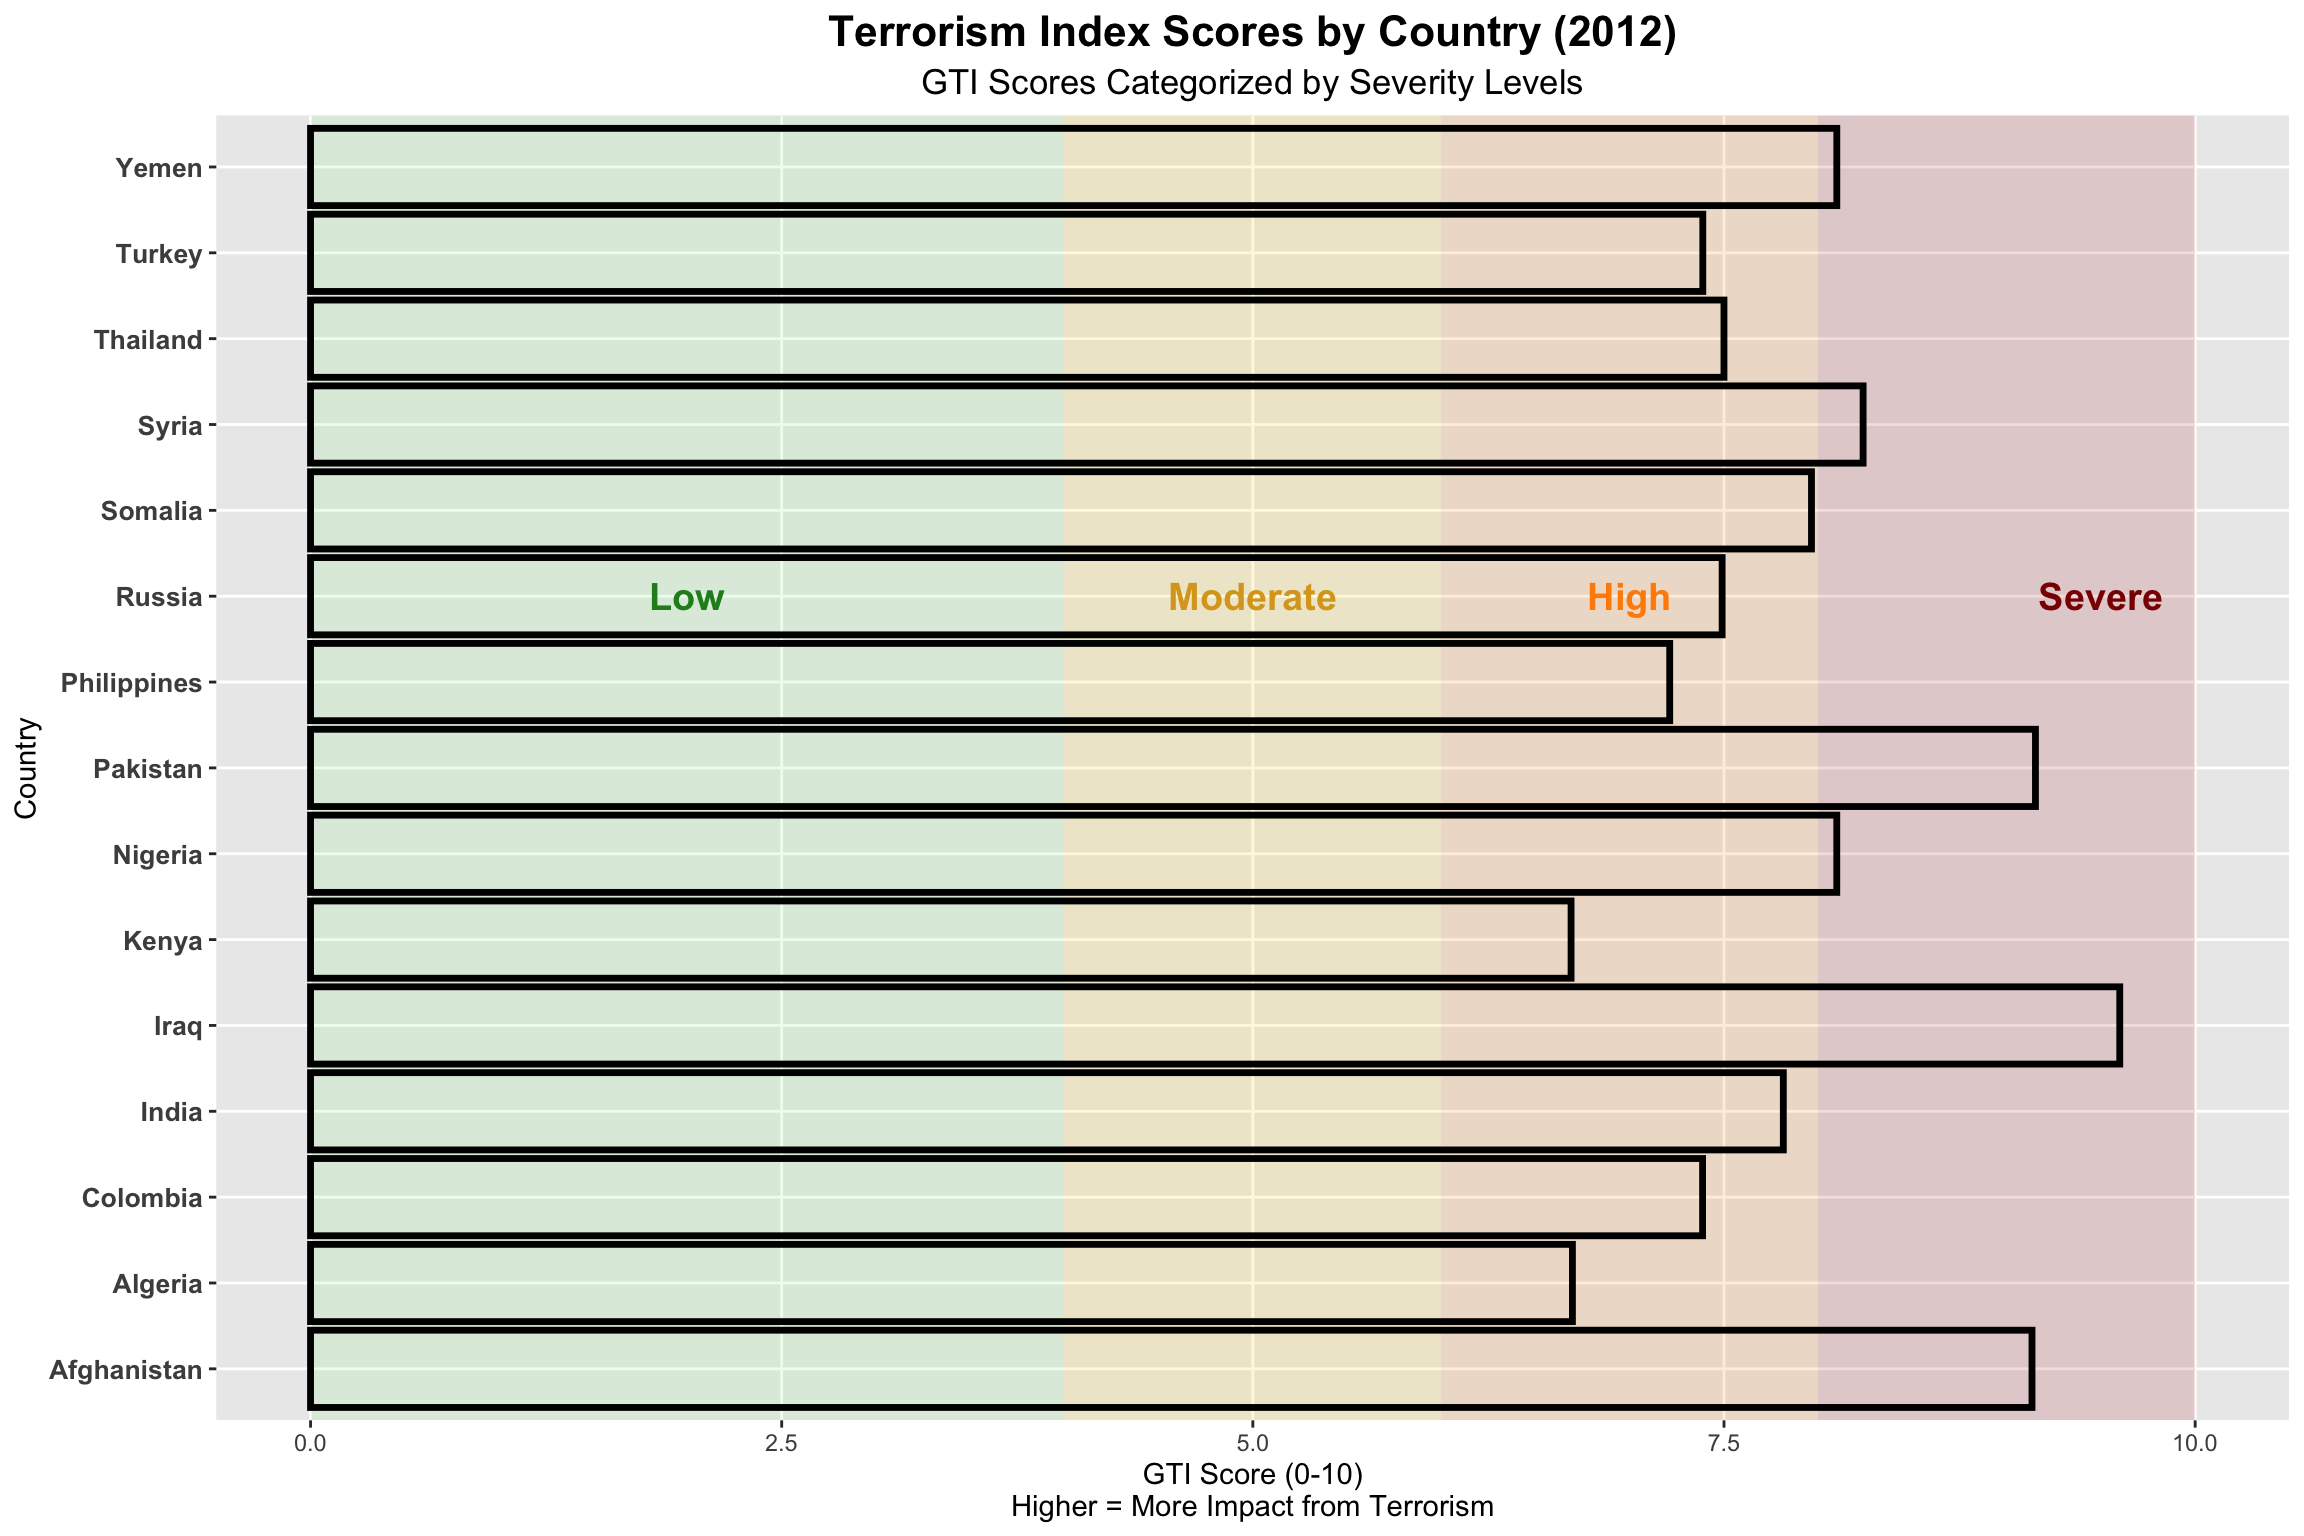 Terrorism Index Scores by Country (2012)
GTI Scores Categorized by Severity Levels
Country
Yemen
Turkey
Thailand
Syria
Somalia
Russia
Low Moderate High Severe
Philippines
Pakistan
Nigeria
Kenya
Iraq
India
Colombia
Algeria
Afghanistan
0.0 2.5 5.0 7.5 10.0
GTI Score (0-10)
Higher = More Impact from Terrorism